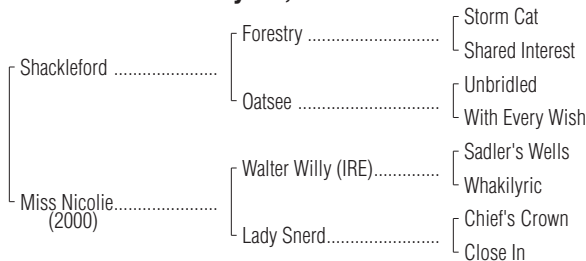 Storm Cat
Forestry
Shared Interest
Shackleford
Unbridled
Oatsee
With Every Wish
Sadler's Wells
Walter Willy (IRE)
Whakilyric
Miss Nicolie
(2000)
Chief's Crown
Lady Snerd
Close In